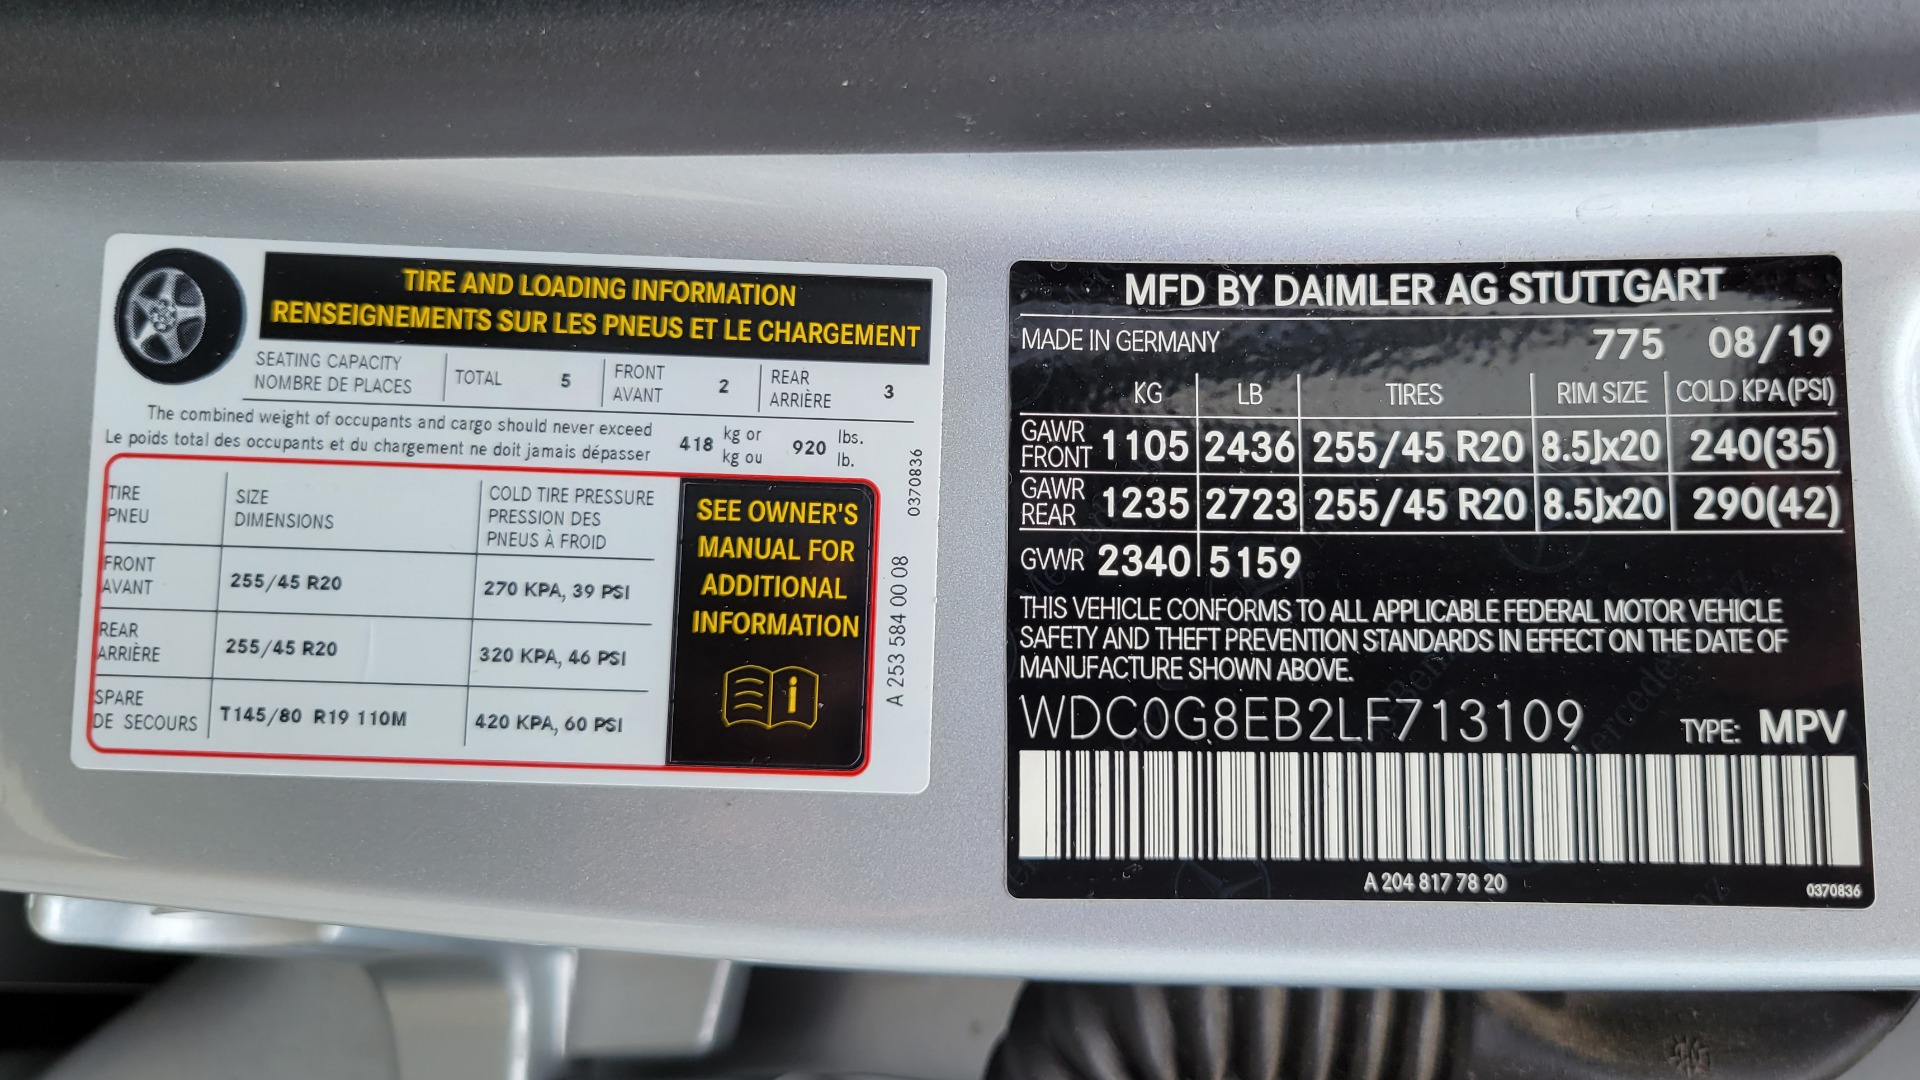 TIRE AND LOADING INFORMATION
RENSEIGNEMENTS SUR LES PNEUS ET LE CHARGEMENT
SEATING CAPACITY
NOMBRE DE PLACES
TOTAL 5
FRONT
AVANT
2
REAR
ARRIÈRE
3
The combined weight of occupants and cargo should never exceed
Le poids total des occupants et du chargement ne doit jamais dépasser
418 kg or 920 lbs.
kg ou lb.
TIRE
PNEU
SIZE
DIMENSIONS
COLD TIRE PRESSURE
PRESSION DES
PNEUS À FROID
FRONT
AVANT
255/45 R20
270 KPA, 39 PSI
REAR
ARRIÈRE
255/45 R20
320 KPA, 46 PSI
SPARE
DE SECOURS
T145/80 R19 110M
420 KPA, 60 PSI
SEE OWNER'S
MANUAL FOR
ADDITIONAL
INFORMATION
0370836
A 253 584 00 08
MFD BY DAIMLER AG STUTTGART
MADE IN GERMANY 775 08/19
KG LB TIRES RIM SIZE COLD KPA(PSI)
GAWR
FRONT
1105 2436 255/45 R20 8.5Jx20 240(35)
GAWR
REAR
1235 2723 255/45 R20 8.5Jx20 290(42)
GVWR 2340 5159
THIS VEHICLE CONFORMS TO ALL APPLICABLE FEDERAL MOTOR VEHICLE
SAFETY AND THEFT PREVENTION STANDARDS IN EFFECT ON THE DATE OF
MANUFACTURE SHOWN ABOVE.
WDC0G8EB2LF713109 TYPE: MPV
A 204 817 78 20
0370836